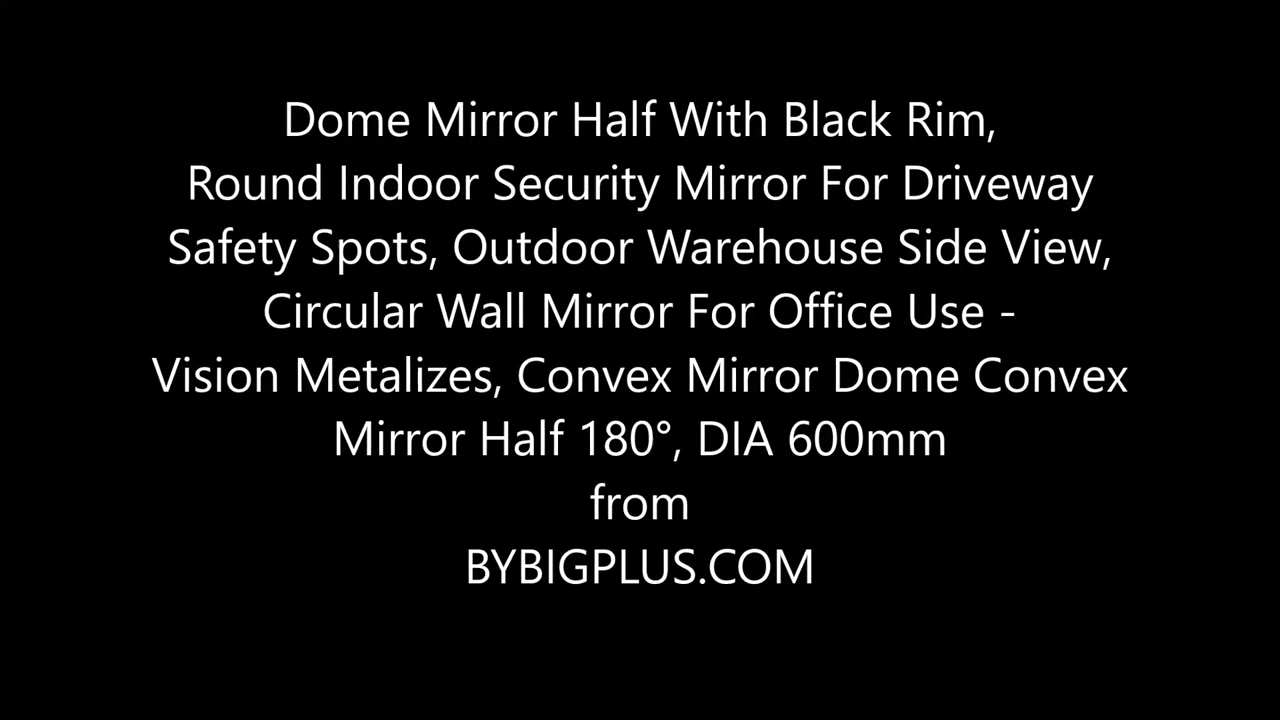 Dome Mirror Half With Black Rim,
Round Indoor Security Mirror For Driveway
Safety Spots, Outdoor Warehouse Side View,
Circular Wall Mirror For Office Use -
Vision Metalizes, Convex Mirror Dome Convex
Mirror Half 180°, DIA 600mm
from
BYBIGPLUS.COM